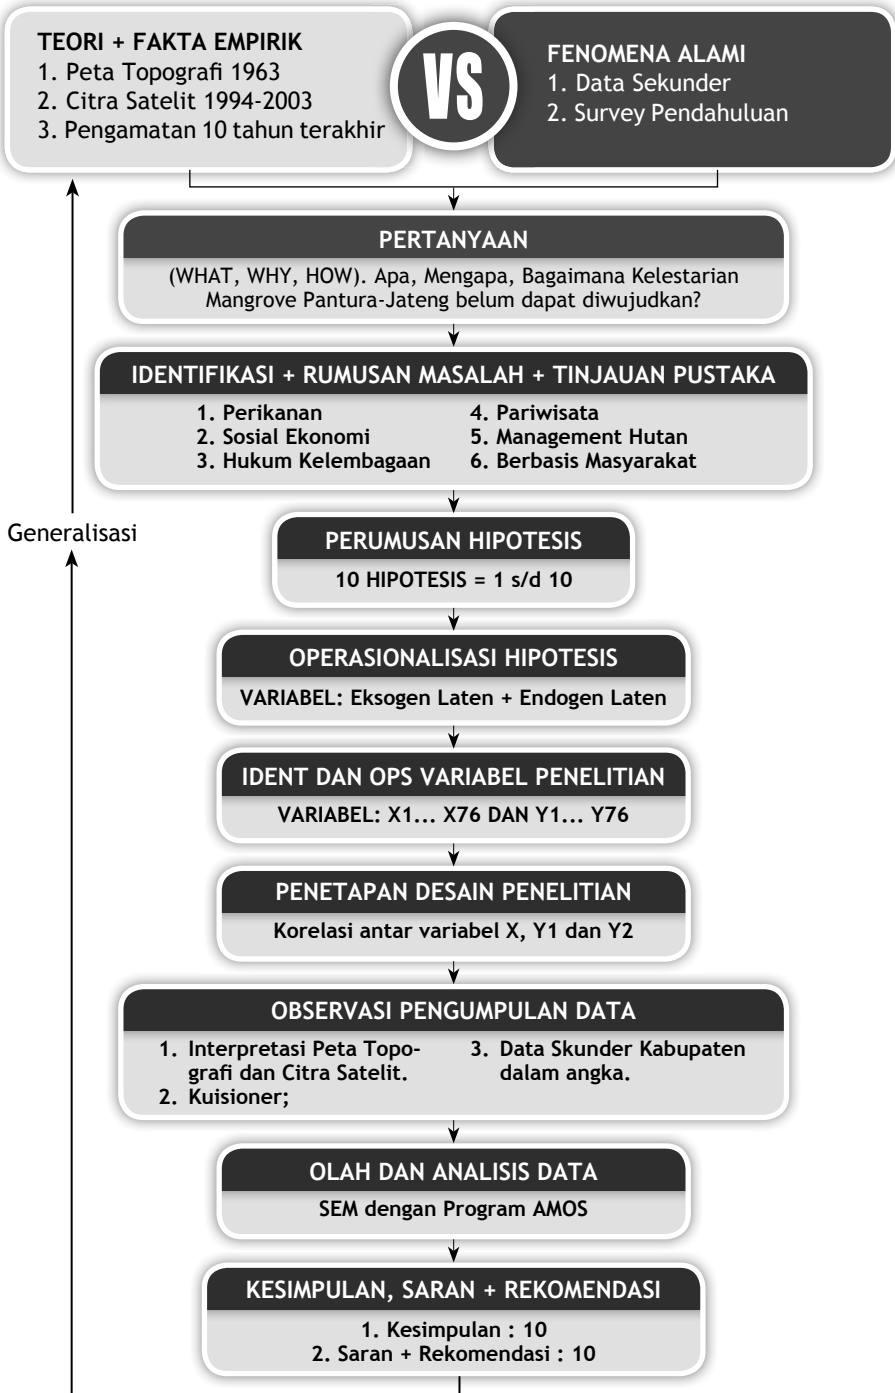 TEORI + FAKTA EMPIRIK
1. Peta Topografi 1963
2. Citra Satelit 1994-2003
3. Pengamatan 10 tahun terakhir
VS
FENOMENA ALAMI
1. Data Sekunder
2. Survey Pendahuluan
PERTANYAAN
(WHAT, WHY, HOW). Apa, Mengapa, Bagaimana Kelestarian
Mangrove Pantura-Jateng belum dapat diwujudkan?
IDENTIFIKASI + RUMUSAN MASALAH + TINJAUAN PUSTAKA
1. Perikanan
2. Sosial Ekonomi
3. Hukum Kelembagaan
4. Pariwisata
5. Management Hutan
6. Berbasis Masyarakat
Generalisasi
PERUMUSAN HIPOTESIS
10 HIPOTESIS = 1 s/d 10
OPERASIONALISASI HIPOTESIS
VARIABEL: Eksogen Laten + Endogen Laten
IDENT DAN OPS VARIABEL PENELITIAN
VARIABEL: X1... X76 DAN Y1... Y76
PENETAPAN DESAIN PENELITIAN
Korelasi antar variabel X, Y1 dan Y2
OBSERVASI PENGUMPULAN DATA
1. Interpretasi Peta Topo-
grafi dan Citra Satelit.
2. Kuisioner;
3. Data Skunder Kabupaten
dalam angka.
OLAH DAN ANALISIS DATA
SEM dengan Program AMOS
KESIMPULAN, SARAN + REKOMENDASI
1. Kesimpulan : 10
2. Saran + Rekomendasi : 10